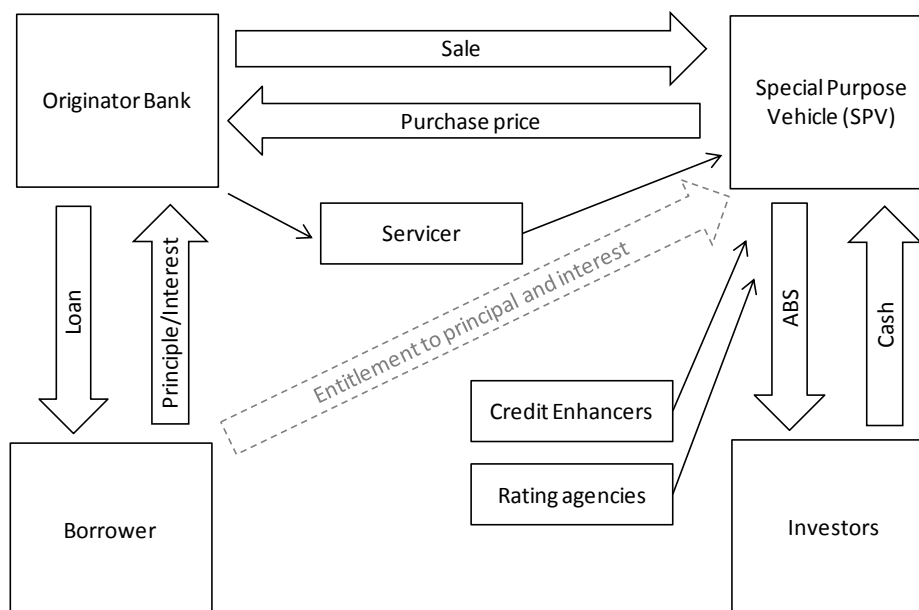 Sale
Originator Bank
Special Purpose
Vehicle (SPV)
Purchase price
Servicer
Entitlement to principal and interest
Loan
Principle/Interest
ABS
Cash
Credit Enhancers
Rating agencies
Borrower
Investors